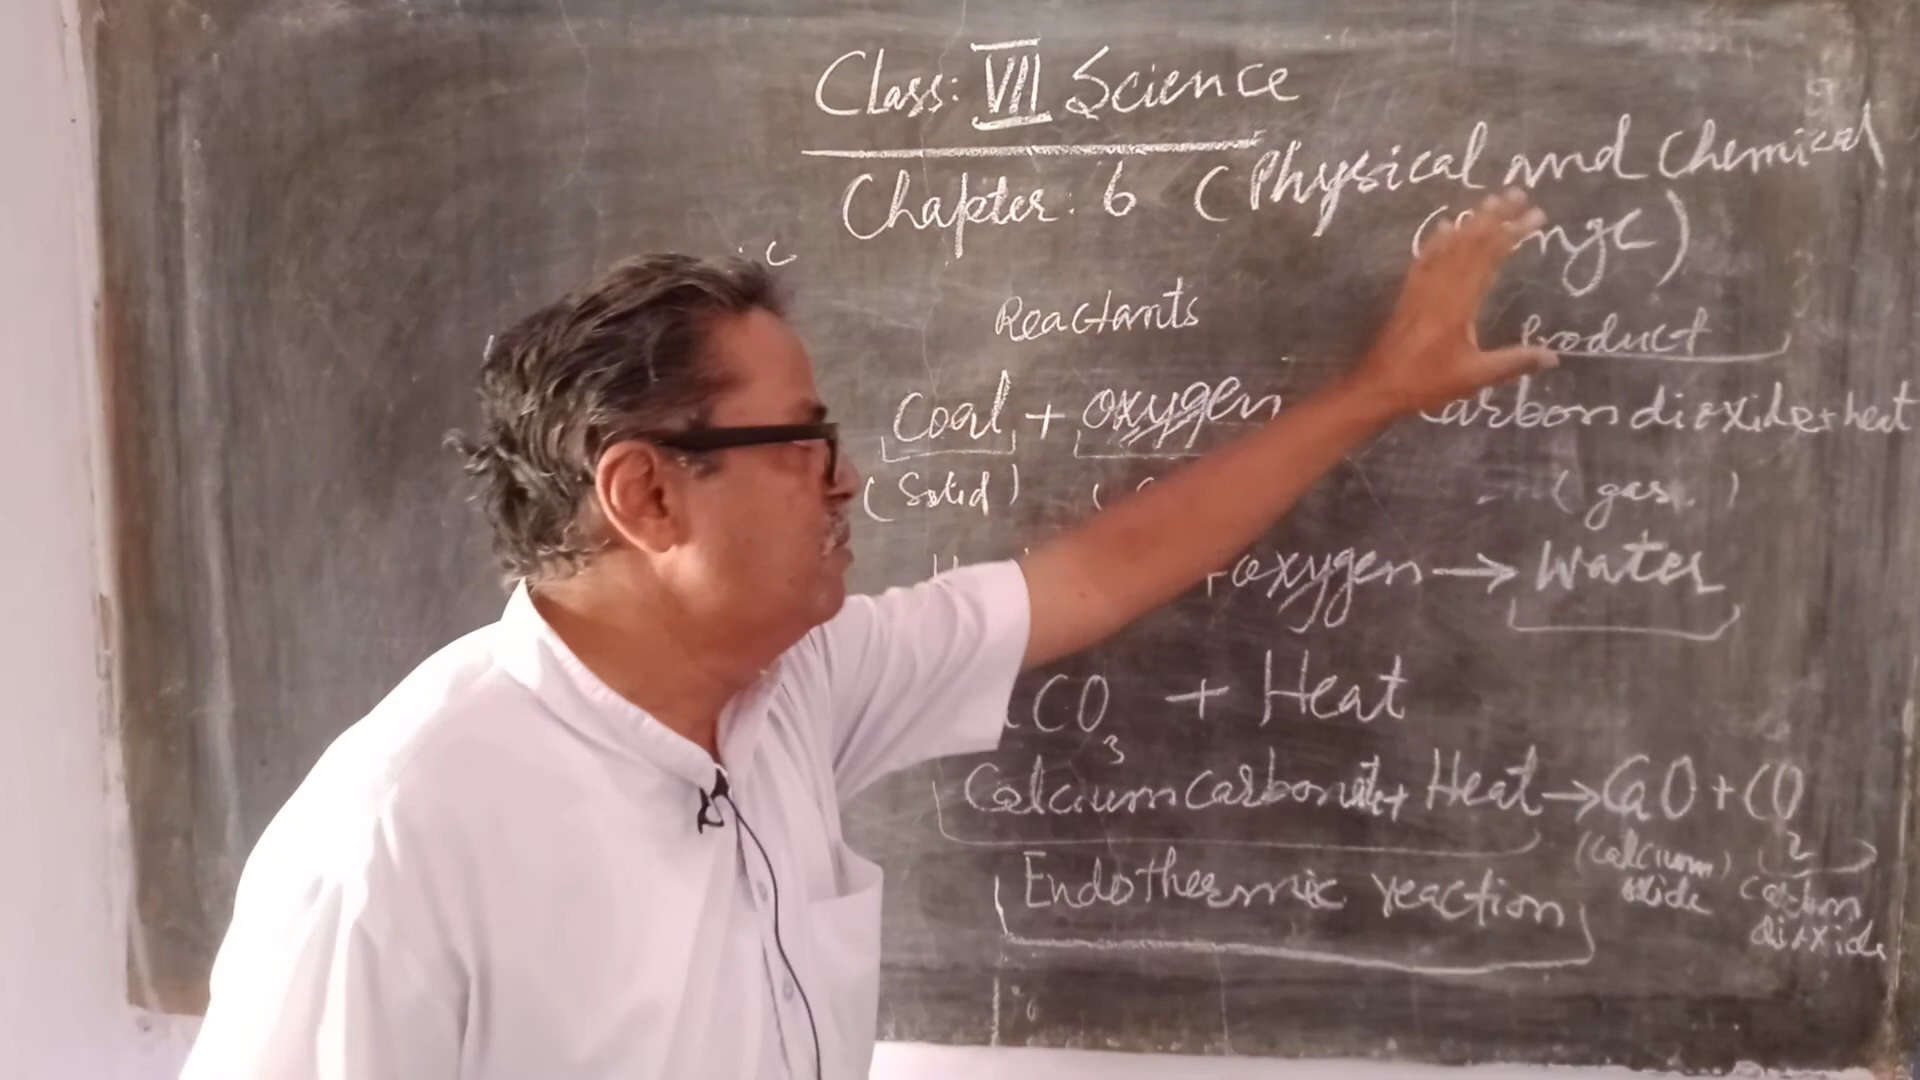 Class: VII Science
Chapter: 6 (Physical and Chemical
Reactants
Product
Coal + oxygen
carbon dioxide + heat
(Solid)
(gas.)
+ oxygen → Water
CO3 + Heat
Calcium carbonate + Heat → CaO + CO2
(Calcium oxide
Carbon dioxide
Endothermic reaction